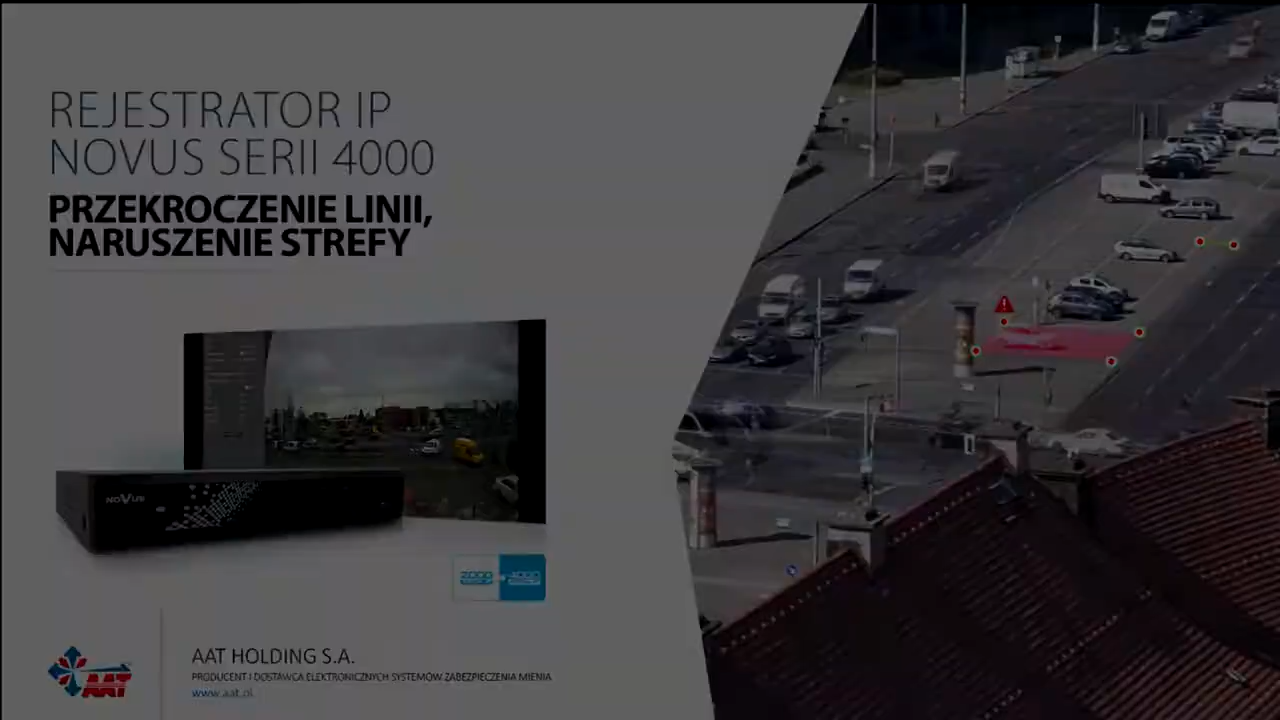 REJESTRATOR IP
NOVUS SERII 4000
PRZEKROCZENIE LINII,
NARUSZENIE STREFY
NOVUS
AAT
AAT HOLDING S.A.
PRODUCENT I DOSTAWCA ELEKTRONICZNYCH SYSTEMÓW ZABEZPIECZENIA MIENIA
www.aat.pl